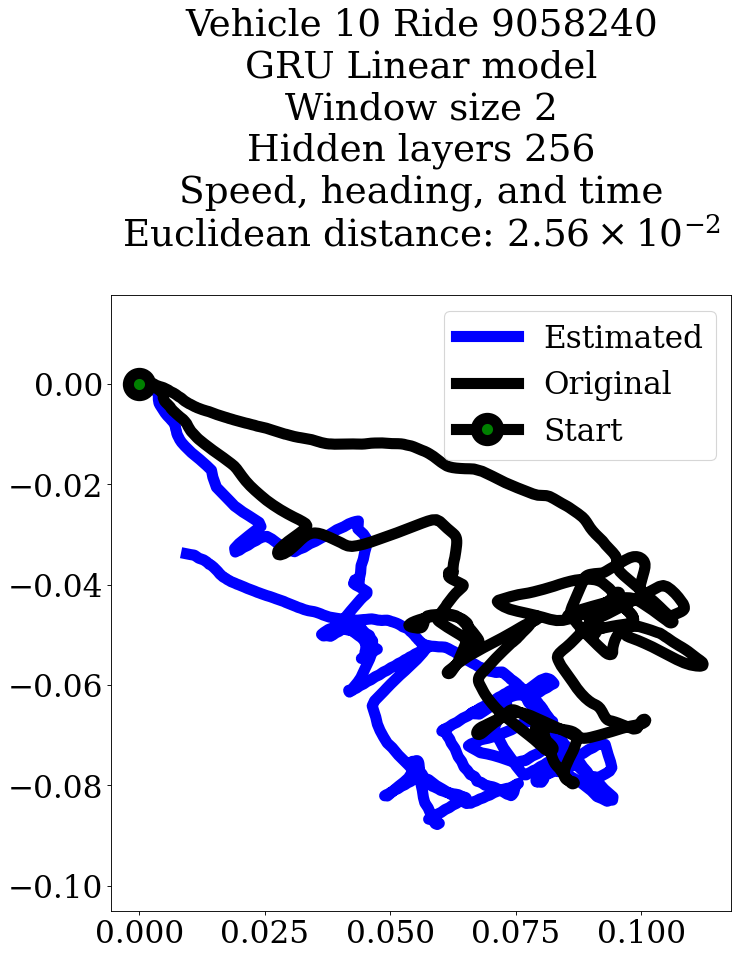 Vehicle 10 Ride 9058240
GRU Linear model
Window size 2
Hidden layers 256
Speed, heading, and time
Euclidean distance: 2.56 × 10⁻²
Estimated
Original
Start
0.00
−0.02
−0.04
−0.06
−0.08
−0.10
0.000 0.025 0.050 0.075 0.100